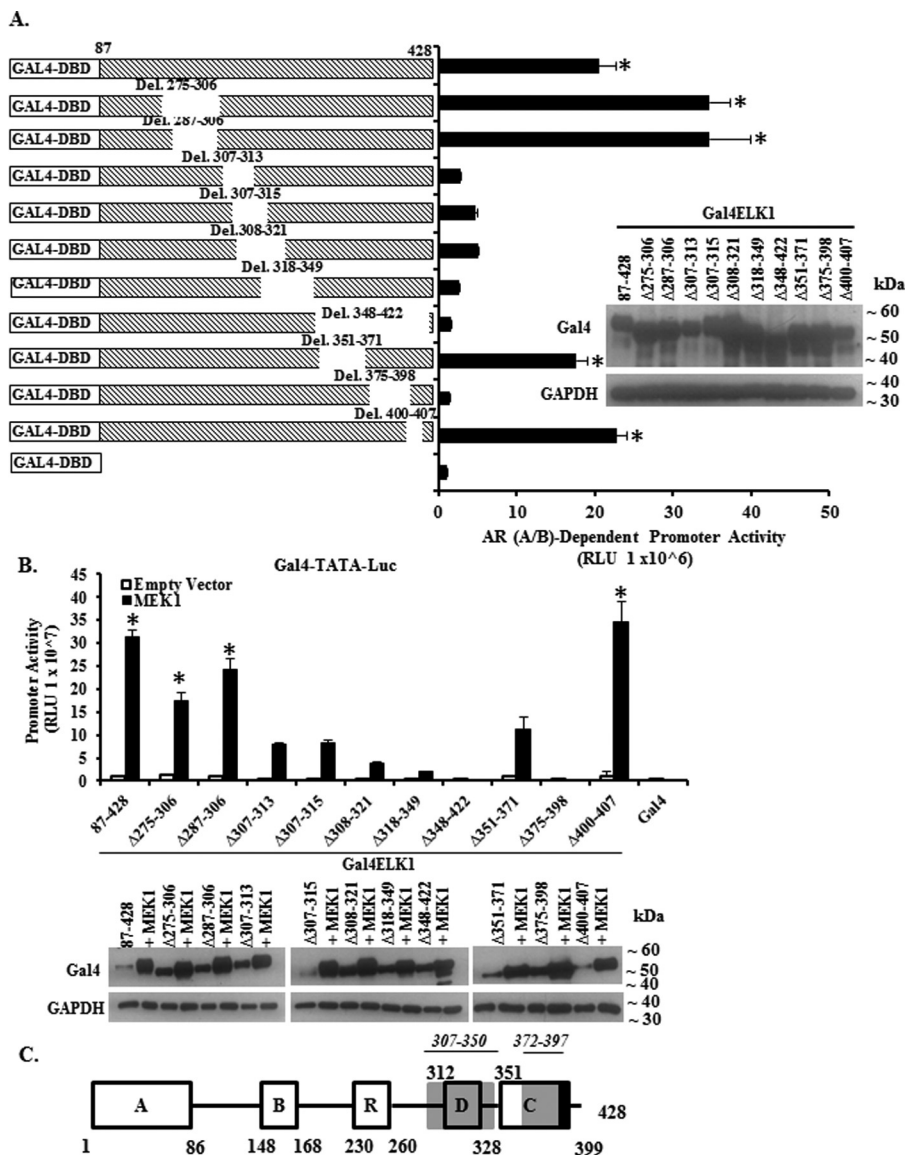 A.
87 428
GAL4-DBD
Del. 275-306
GAL4-DBD
Del. 287-306
GAL4-DBD
Del. 307-313
GAL4-DBD
Del. 307-315
GAL4-DBD
Del.308-321
GAL4-DBD
Del. 318-349
GAL4-DBD
Del. 348-422
GAL4-DBD
Del. 351-371
GAL4-DBD
Del. 375-398
GAL4-DBD
Del. 400-407
GAL4-DBD
GAL4-DBD
* * * * *
Gal4ELK1
87-428 Δ275-306 Δ287-306 Δ307-313 Δ307-315 Δ308-321 Δ318-349 Δ348-422 Δ351-371 Δ375-398 Δ400-407 kDa
Gal4
~ 60
~ 50
~ 40
GAPDH
~ 40
~ 30
0 10 20 30 40 50
AR (A/B)-Dependent Promoter Activity
(RLU 1 x10^6)
B.
Gal4-TATA-Luc
Empty Vector
MEK1
Promoter Activity
(RLU 1 x 10^7)
45
40
35
30
25
20
15
10
5
0
* * * *
87-428 Δ275-306 Δ287-306 Δ307-313 Δ307-315 Δ308-321 Δ318-349 Δ348-422 Δ351-371 Δ375-398 Δ400-407 Gal4
Gal4ELK1
87-428 + MEK1 Δ275-306 + MEK1 Δ287-306 + MEK1 Δ307-313 + MEK1
Δ307-315 + MEK1 Δ308-321 + MEK1 Δ318-349 + MEK1 Δ348-422 + MEK1
Δ351-371 + MEK1 Δ375-398 + MEK1 Δ400-407 + MEK1 kDa
Gal4
~ 60
~ 50
~ 40
GAPDH
~ 40
~ 30
C.
307-350 372-397
312 351
A B R D C 428
1 86 148 168 230 260 328 399